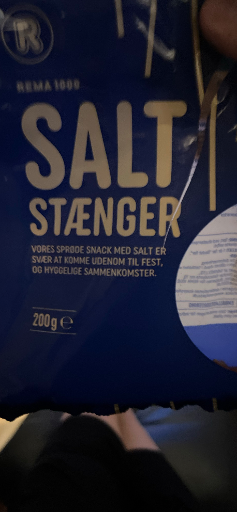 R
REMA 1000
SALT
STÆNGER
VORES SPRØDE SNACK MED SALT ER
SVÆR AT KOMME UDENOM TIL FEST,
OG HYGGELIGE SAMMENKOMSTER.
200g ℮